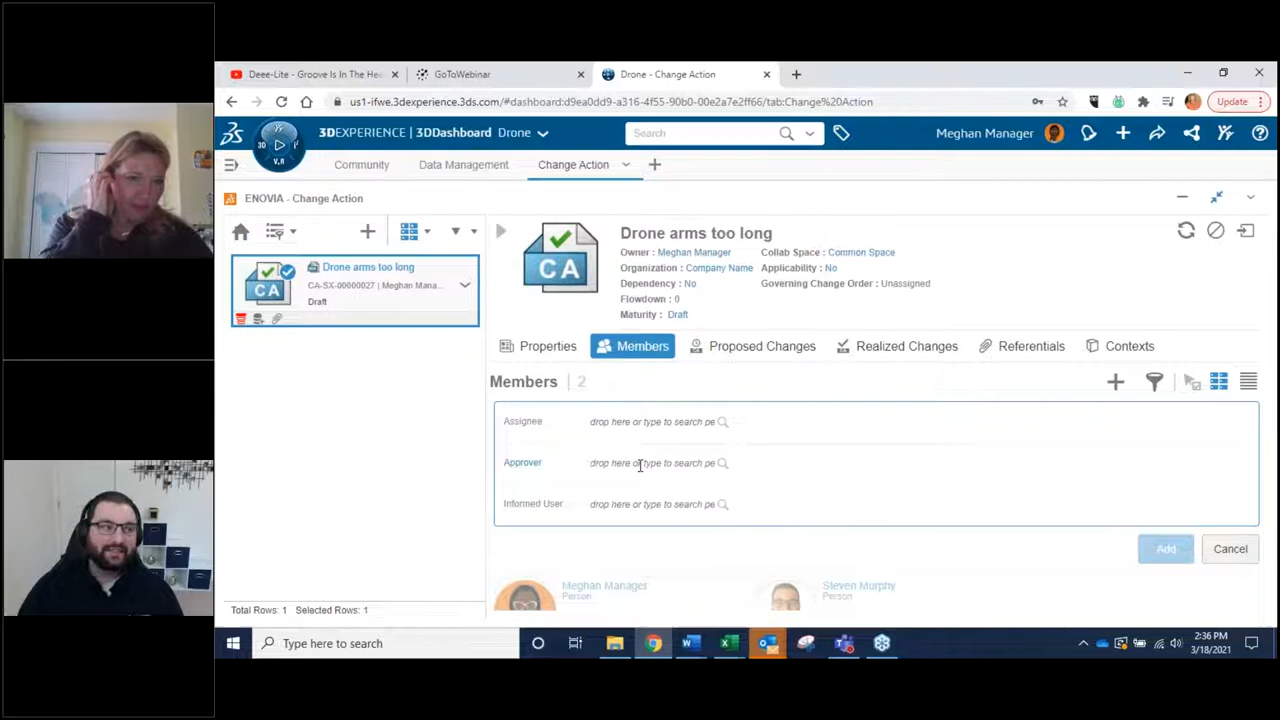 Deee-Lite - Groove Is In The Hea
GoToWebinar
Drone - Change Action
us1-ifwe.3dexperience.3ds.com/#dashboard:d9ea0dd9-a316-4f55-90b0-00e2a7e2ff66/tab:Change%20Action
Update
3DEXPERIENCE | 3DDashboard Drone
Search
Meghan Manager
3D
V,R
Community
Data Management
Change Action
ENOVIA - Change Action
Drone arms too long
CA-SX-00000027 | Meghan Mana...
Draft
CA
CA
Drone arms too long
Owner : Meghan Manager
Collab Space : Common Space
Organization : Company Name
Applicability : No
Dependency : No
Governing Change Order : Unassigned
Flowdown : 0
Maturity : Draft
Properties
Members
Proposed Changes
Realized Changes
Referentials
Contexts
Members | 2
Assignee drop here or type to search pe
Approver drop here or type to search pe
Informed User drop here or type to search pe
Add
Cancel
Meghan Manager
Person
Steven Murphy
Person
Total Rows: 1 Selected Rows: 1
Type here to search
2:36 PM
3/18/2021